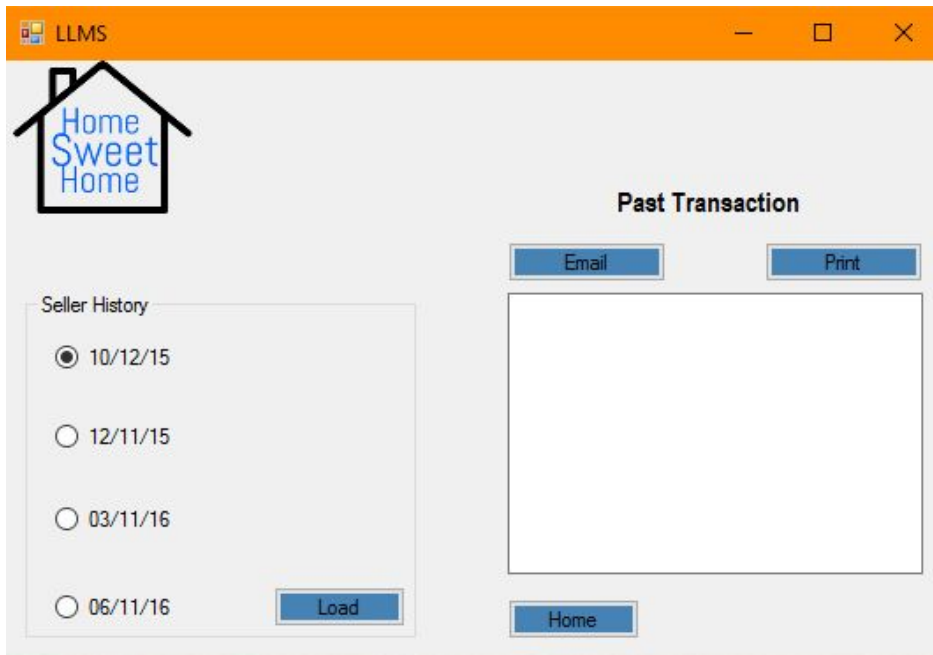 LLMS
Home
Sweet
Home
Past Transaction
Email
Print
Seller History
10/12/15
12/11/15
03/11/16
06/11/16
Load
Home